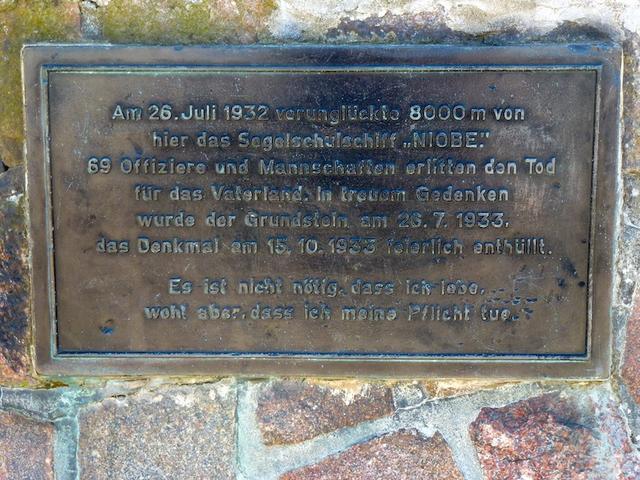 Am 26. Juli 1932 verunglückte 8000 m von
hier das Segelschulschiff „NIOBE."
69 Offiziere und Mannschaften erlitten den Tod
für das Vaterland. In treuem Gedenken
wurde der Grundstein am 26. 7. 1933,
das Denkmal am 15. 10. 1933 feierlich enthüllt.
Es ist nicht nötig, dass ich lebe,
wohl aber, dass ich meine Pflicht tue.